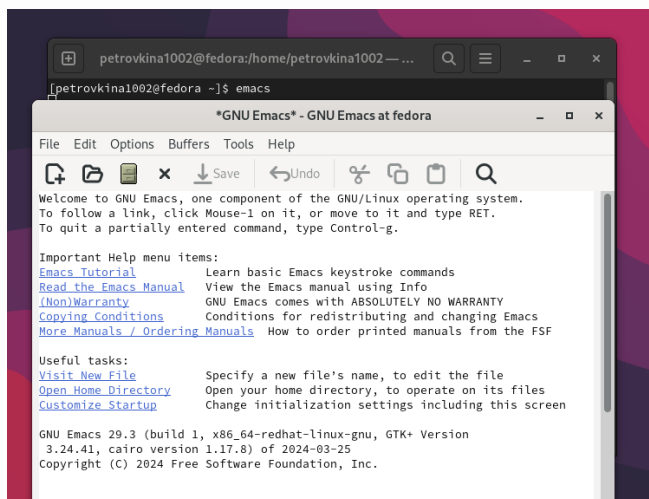 petrovkina1002@fedora:/home/petrovkina1002 — ...
[petrovkina1002@fedora ~]$ emacs
*GNU Emacs* - GNU Emacs at fedora
File Edit Options Buffers Tools Help
Save Undo
Welcome to GNU Emacs, one component of the GNU/Linux operating system.
To follow a link, click Mouse-1 on it, or move to it and type RET.
To quit a partially entered command, type Control-g.
Important Help menu items:
Emacs Tutorial Learn basic Emacs keystroke commands
Read the Emacs Manual View the Emacs manual using Info
(Non)Warranty GNU Emacs comes with ABSOLUTELY NO WARRANTY
Copying Conditions Conditions for redistributing and changing Emacs
More Manuals / Ordering Manuals How to order printed manuals from the FSF
Useful tasks:
Visit New File Specify a new file's name, to edit the file
Open Home Directory Open your home directory, to operate on its files
Customize Startup Change initialization settings including this screen
GNU Emacs 29.3 (build 1, x86_64-redhat-linux-gnu, GTK+ Version
3.24.41, cairo version 1.17.8) of 2024-03-25
Copyright (C) 2024 Free Software Foundation, Inc.